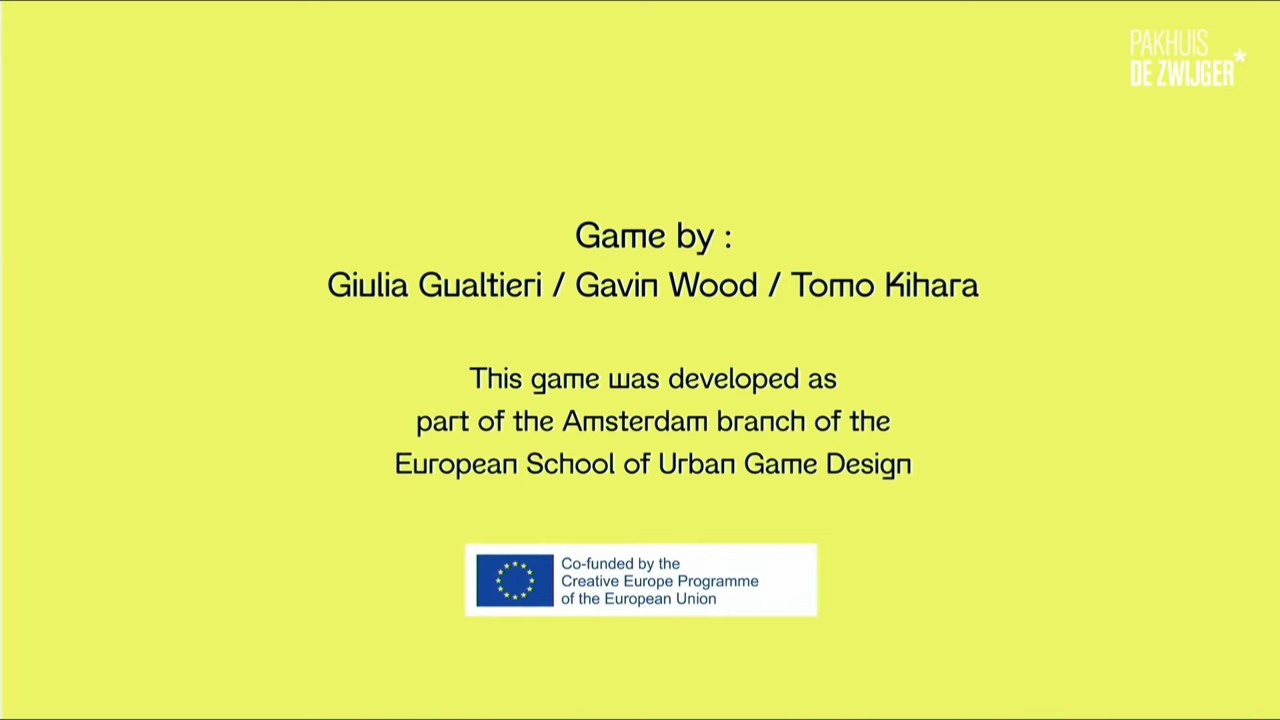 PAKHUIS
DE ZWIJGER*
Game by :
Giulia Gualtieri / Gavin Wood / Tomo Kihara
This game was developed as
part of the Amsterdam branch of the
European School of Urban Game Design
Co-funded by the
Creative Europe Programme
of the European Union